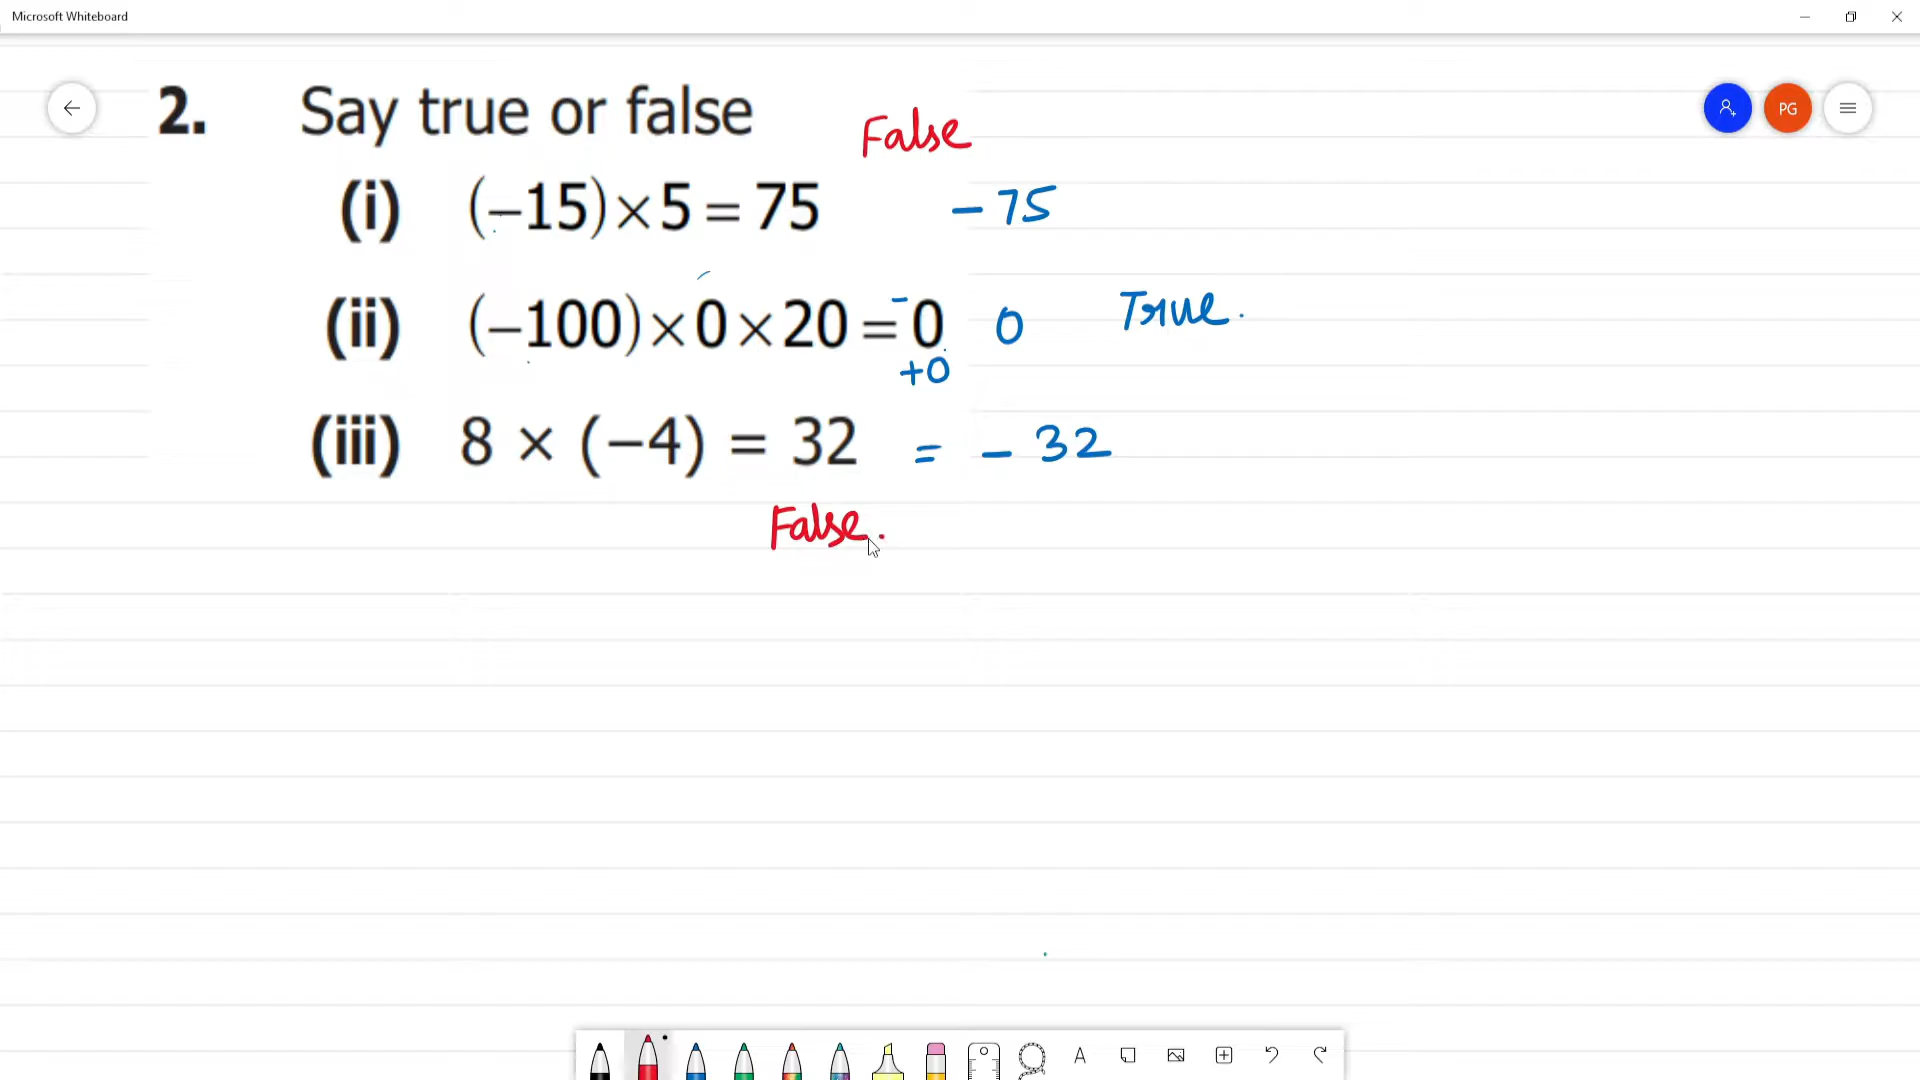 Microsoft Whiteboard
2. Say true or false
False
PG
(i) (−15)×5=75 −75
(ii) (−100)×0×20=-0 0 True.
+0
(iii) 8 × (−4) = 32 = −32
False.
A